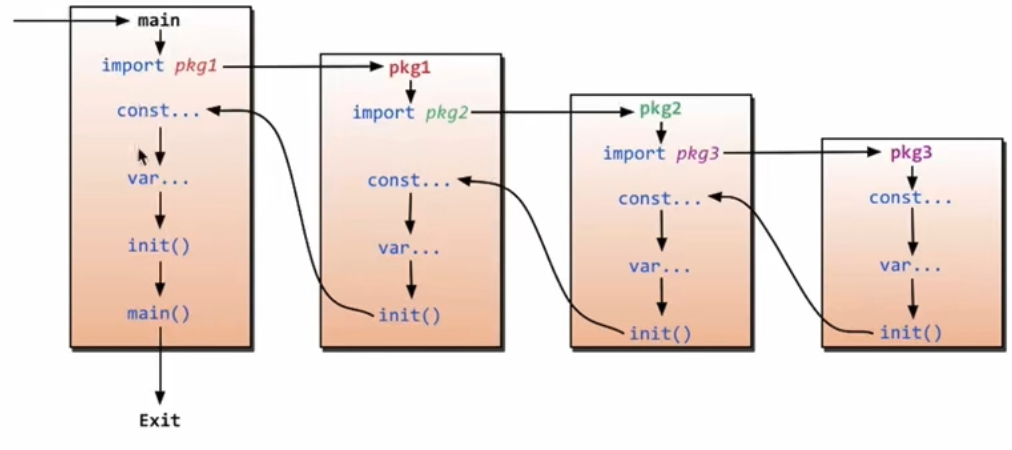 main
import pkg1
const...
var...
init()
main()
Exit
pkg1
import pkg2
const...
var...
init()
pkg2
import pkg3
const...
var...
init()
pkg3
const...
var...
init()